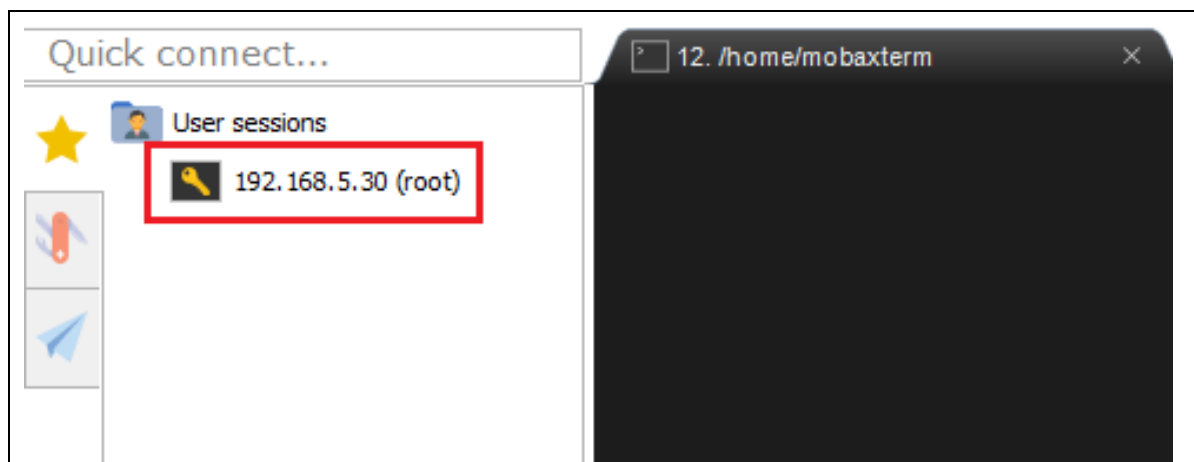 Quick connect...
12. /home/mobaxterm
User sessions
192.168.5.30 (root)